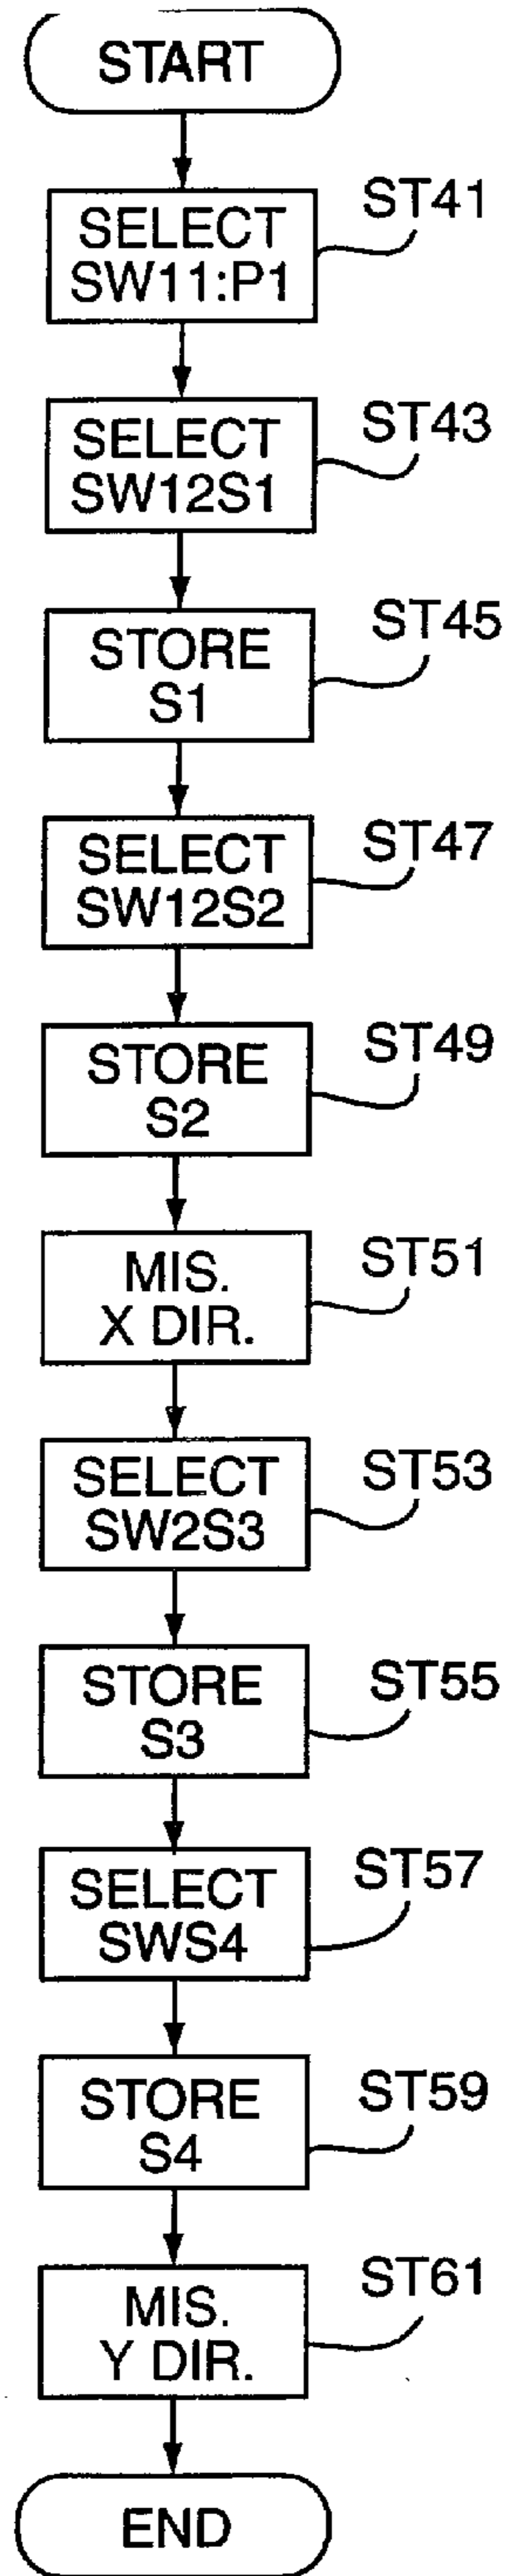 START
ST41
SELECT
SW11:P1
ST43
SELECT
SW12S1
ST45
STORE
S1
ST47
SELECT
SW12S2
ST49
STORE
S2
ST51
MIS.
X DIR.
ST53
SELECT
SW2S3
ST55
STORE
S3
ST57
SELECT
SWS4
ST59
STORE
S4
ST61
MIS.
Y DIR.
END